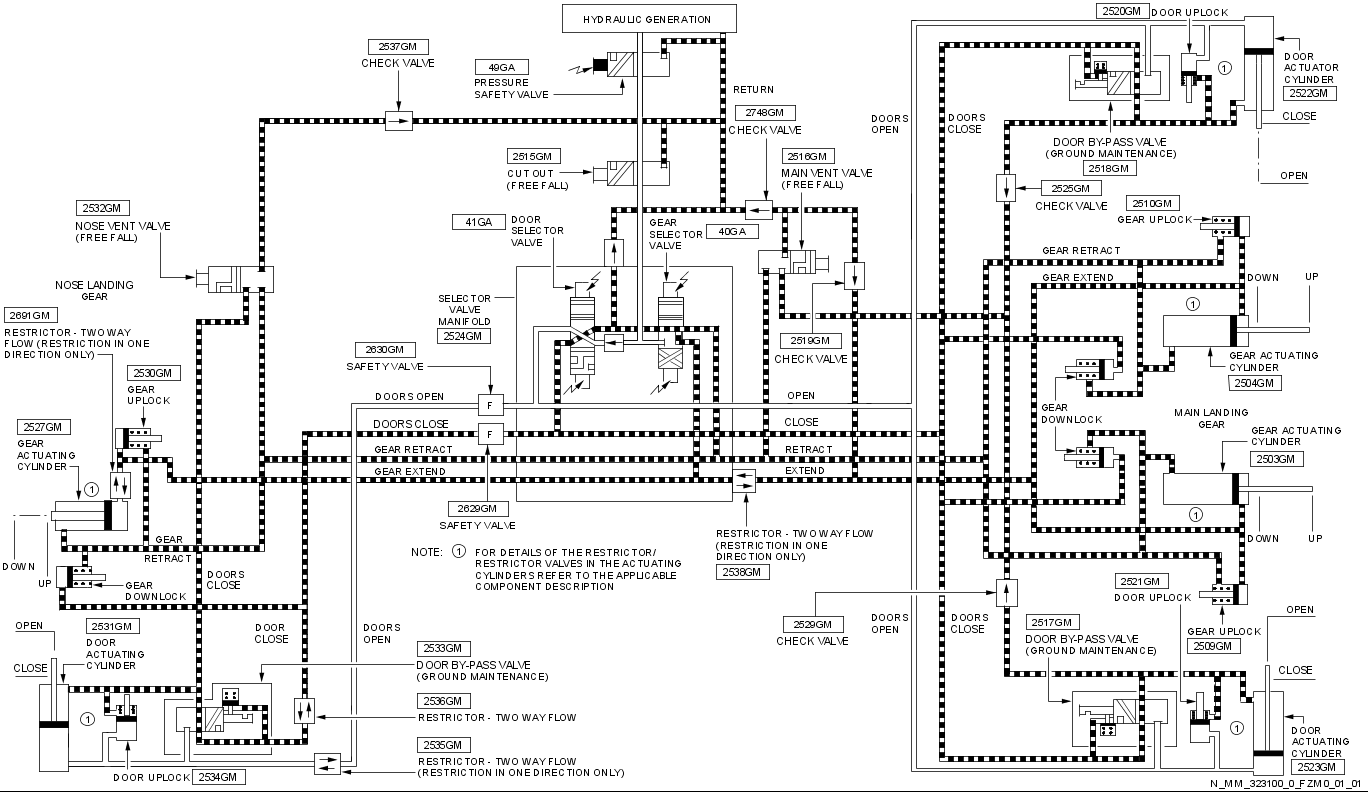 HYDRAULIC GENERATION
2520GM
DOOR UPLOCK
2537GM
CHECK VALVE
49GA
PRESSURE
SAFETY VALVE
1
DOOR
ACTUATOR
CYLINDER
2522GM
RETURN
2748GM
CHECK VALVE
DOORS
OPEN
DOORS
CLOSE
CLOSE
DOOR BY-PASS VALVE
(GROUND MAINTENANCE)
2518GM
OPEN
2515GM
CUT OUT
(FREE FALL)
2516GM
MAIN VENT VALVE
(FREE FALL)
2525GM
CHECK VALVE
2510GM
GEAR UPLOCK
2532GM
NOSE VENT VALVE
(FREE FALL)
41GA
DOOR
SELECTOR
VALVE
GEAR
SELECTOR
VALVE
40GA
GEAR RETRACT
GEAR EXTEND
DOWN
UP
NOSE LANDING
GEAR
SELECTOR
VALVE
MANIFOLD
2524GM
1
2691GM
RESTRICTOR - TWO WAY
FLOW (RESTRICTION IN ONE
DIRECTION ONLY)
2519GM
CHECK VALVE
2630GM
SAFETY VALVE
GEAR ACTUATING
CYLINDER
2504GM
2530GM
GEAR
UPLOCK
DOORS OPEN
F
OPEN
GEAR
DOWNLOCK
MAIN LANDING
GEAR
2527GM
GEAR
ACTUATING
CYLINDER
DOORS CLOSE
F
CLOSE
GEAR ACTUATING
CYLINDER
2503GM
GEAR RETRACT
RETRACT
GEAR EXTEND
EXTEND
1
1
2629GM
SAFETY VALVE
DOWN
UP
GEAR
RETRACT
NOTE: 1 FOR DETAILS OF THE RESTRICTOR/
RESTRICTOR VALVES IN THE ACTUATING
CYLINDERS REFER TO THE APPLICABLE
COMPONENT DESCRIPTION
RESTRICTOR - TWO WAY FLOW
(RESTRICTION IN ONE
DIRECTION ONLY)
2538GM
DOWN
UP
GEAR
DOWNLOCK
DOORS
CLOSE
2521GM
DOOR UPLOCK
OPEN
2529GM
CHECK VALVE
DOORS
OPEN
DOORS
CLOSE
2517GM
DOOR BY-PASS VALVE
(GROUND MAINTENANCE)
GEAR UPLOCK
2509GM
OPEN
2531GM
DOOR
ACTUATING
CYLINDER
DOOR
CLOSE
DOORS
OPEN
2533GM
DOOR BY-PASS VALVE
(GROUND MAINTENANCE)
CLOSE
CLOSE
2536GM
RESTRICTOR - TWO WAY FLOW
1
1
DOOR
ACTUATING
CYLINDER
2523GM
2535GM
RESTRICTOR - TWO WAY FLOW
(RESTRICTION IN ONE DIRECTION ONLY)
DOOR UPLOCK
2534GM
N_MM_323100_0_FZM0_01_01